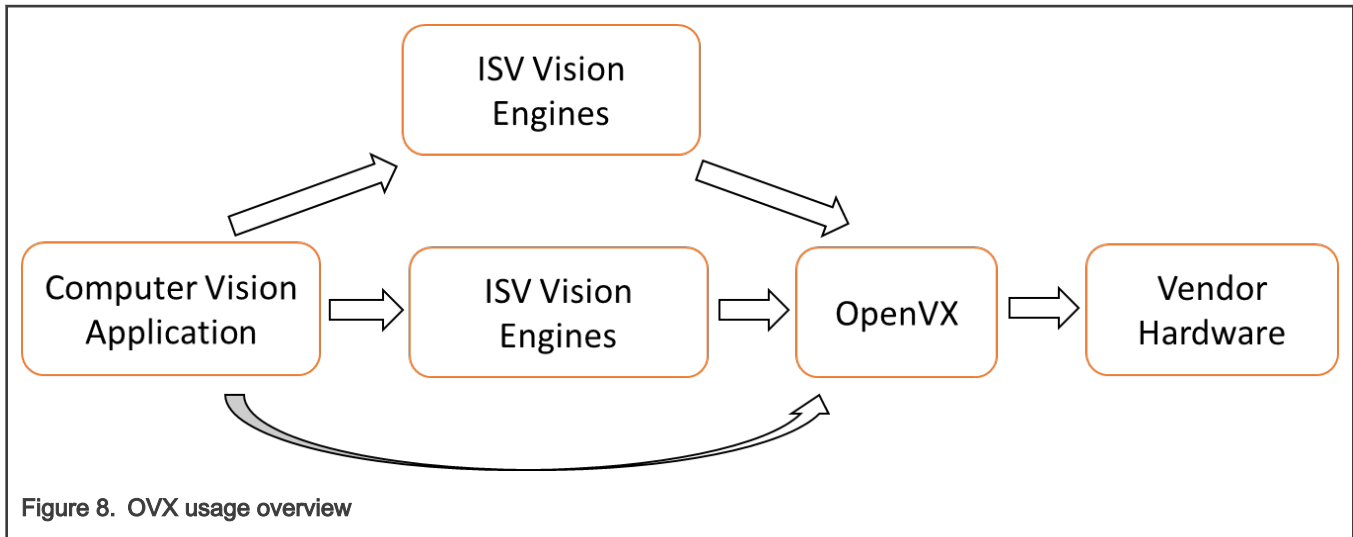 ISV Vision
Engines
Computer Vision
Application
ISV Vision
Engines
OpenVX
Vendor
Hardware
Figure 8. OVX usage overview